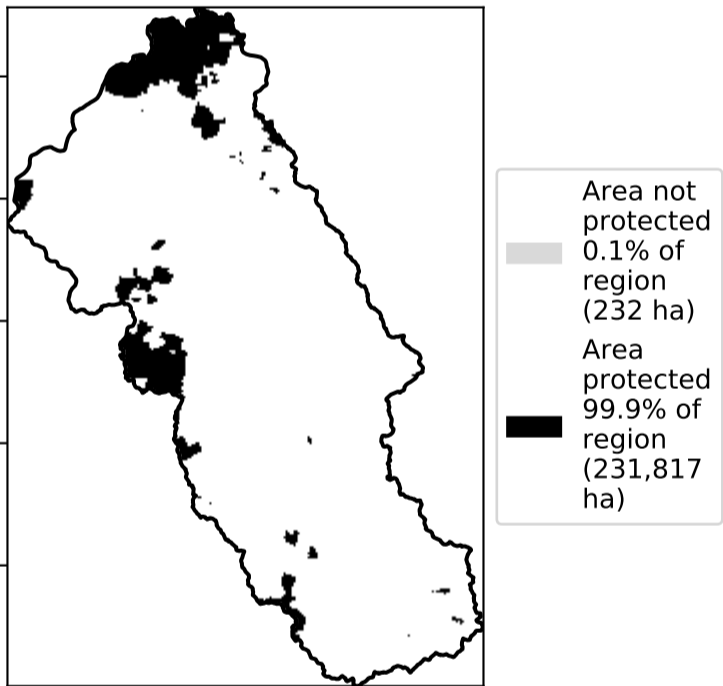 Area not
protected
0.1% of
region
(232 ha)
Area
protected
99.9% of
region
(231,817
ha)